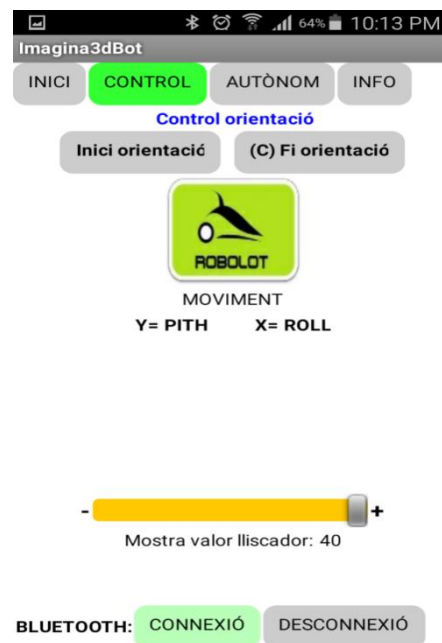 64% 10:13 PM
Imagina3dBot
INICI CONTROL AUTÒNOM INFO
Control orientació
Inici orientació (C) Fi orientació
ROBOLOT
MOVIMENT
Y= PITH X= ROLL
- +
Mostra valor lliscador: 40
BLUETOOTH: CONNEXIÓ DESCONNEXIÓ